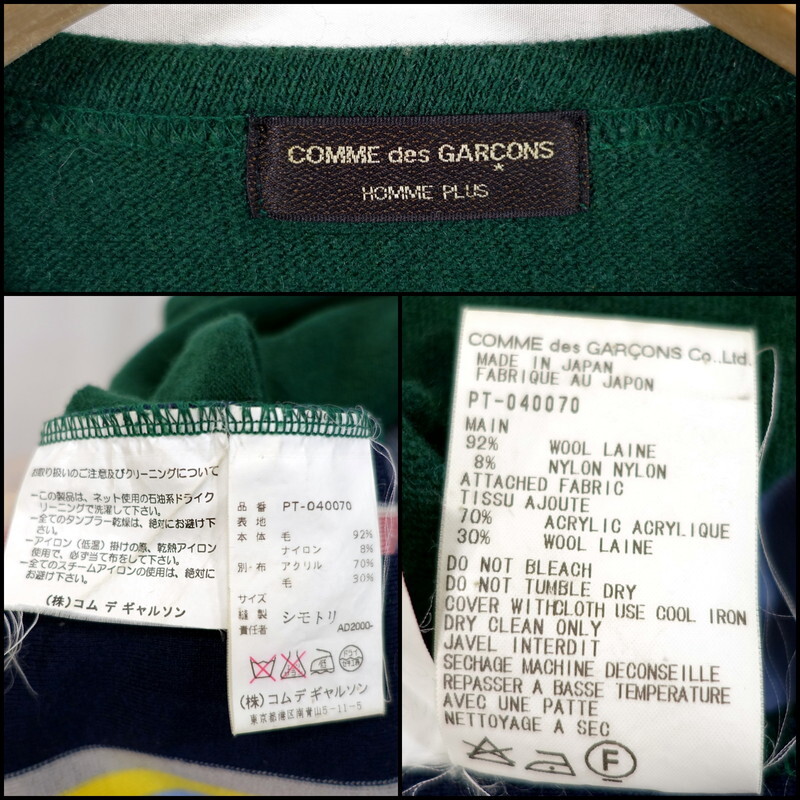 COMME des GARÇONS
*
HOMME PLUS
お取り扱いのご注意及びクリーニングについて
―この製品は、ネット使用の石油系ドライク
リーニングで洗濯して下さい。
―全てのタンブラー乾燥は、絶対にお避け下
さい。
―アイロン(低温)掛けの際、乾熱アイロン
使用で、必ず当て布をして下さい。
―全てのスチームアイロンの使用は、絶対に
お避け下さい。
(株)コム デ ギャルソン
品番 PT-040070
表地
本体 毛 92%
ナイロン 8%
別布 アクリル 70%
毛 30%
サイズ
縫製 シモトリ
責任者 AD2000-
ドライ
(株)コムデギャルソン
東京都港区南青山5-11-5
COMME des GARÇONS Co.,Ltd.
MADE IN JAPAN
FABRIQUE AU JAPON
PT-040070
MAIN
92% WOOL LAINE
8% NYLON NYLON
ATTACHED FABRIC
TISSU AJOUTE
70% ACRYLIC ACRYLIQUE
30% WOOL LAINE
DO NOT BLEACH
DO NOT TUMBLE DRY
COVER WITHCLOTH USE COOL IRON
DRY CLEAN ONLY
JAVEL INTERDIT
SECHAGE MACHINE DECONSEILLE
REPASSER A BASSE TEMPERATURE
AVEC UNE PATTE
NETTOYAGE A SEC
F